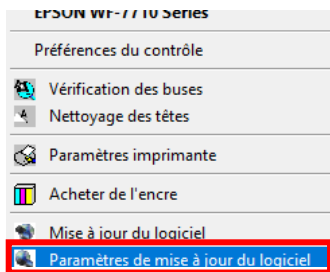 EPSON WF-7710 Series
Préférences du contrôle
Vérification des buses
Nettoyage des têtes
Paramètres imprimante
Acheter de l'encre
Mise à jour du logiciel
Paramètres de mise à jour du logiciel